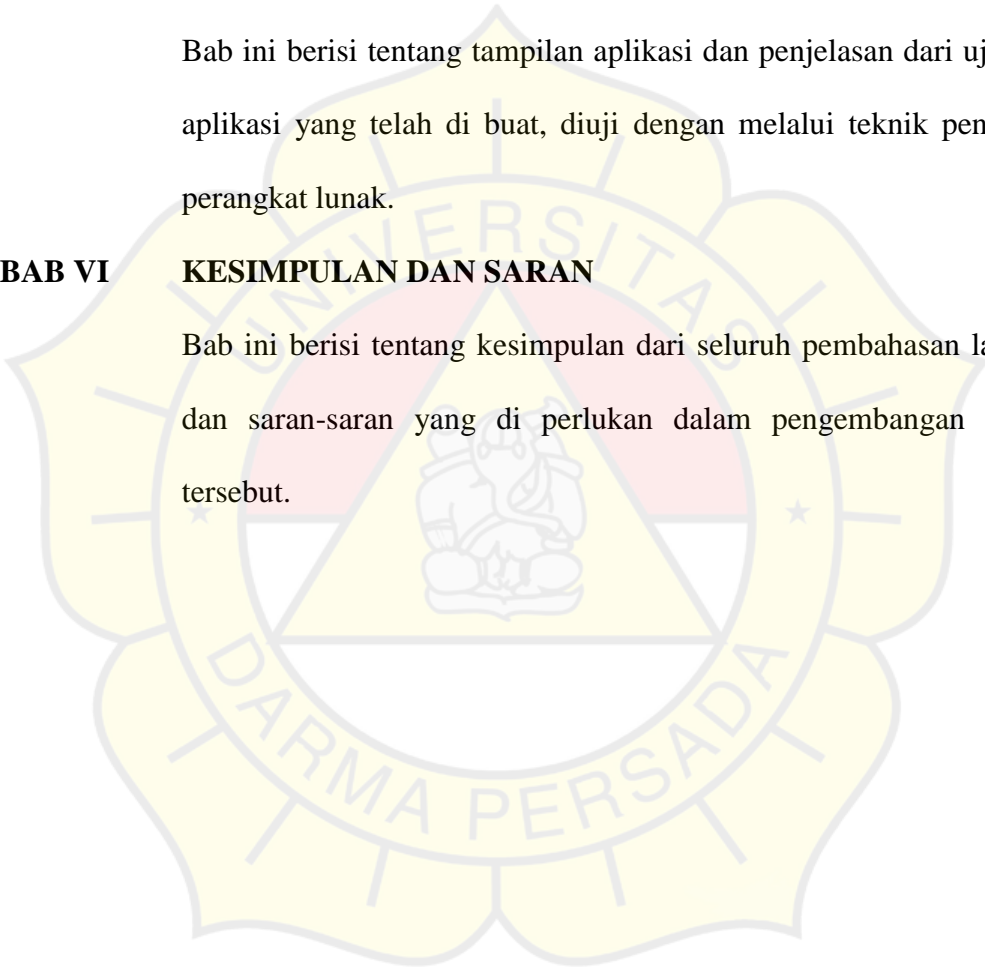 Bab ini berisi tentang tampilan aplikasi dan penjelasan dari
aplikasi yang telah di buat, diuji dengan melalui teknik
perangkat lunak.
BAB VI KESIMPULAN DAN SARAN
Bab ini berisi tentang kesimpulan dari seluruh pembahasan
dan saran-saran yang di perlukan dalam pengembangan
tersebut.
UNIVERSITAS
DARMA PERSADA